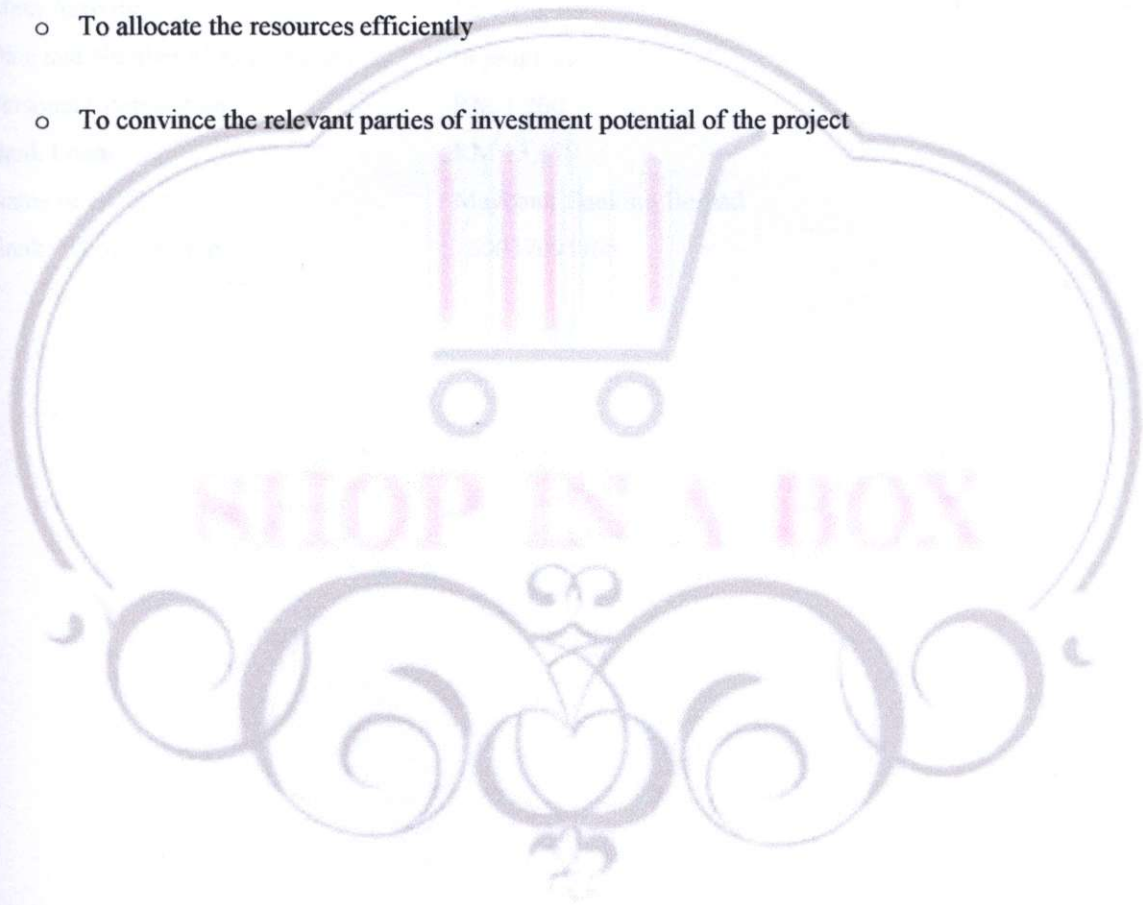 o To allocate the resources efficiently
o To convince the relevant parties of investment potential of the project
SHOP IN A BOX